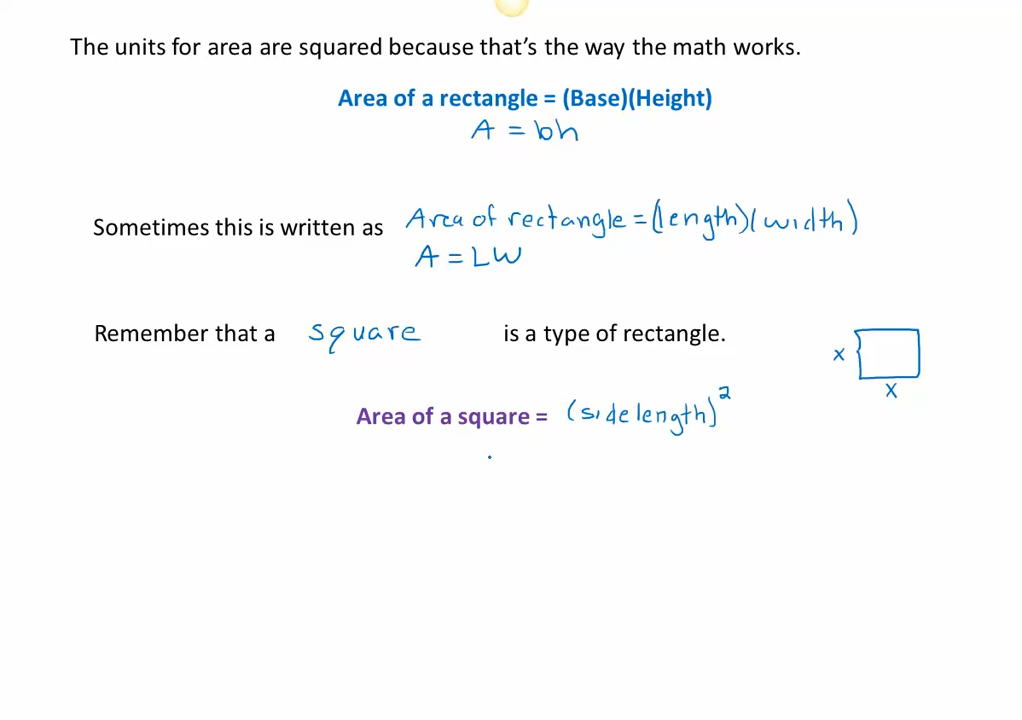 The units for area are squared because that's the way the math works.
Area of a rectangle = (Base)(Height)
A = bh
Sometimes this is written as Area of rectangle = (length)(width)
A = LW
Remember that a square is a type of rectangle.
x
x
Area of a square = (side length)²